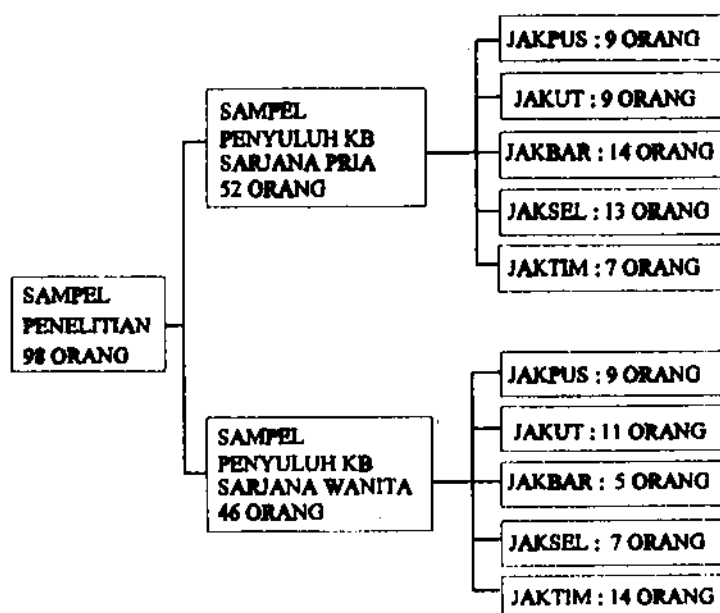 SAMPEL
PENELITIAN
98 ORANG
SAMPEL
PENYULUH KB
SARJANA PRIA
52 ORANG
JAKPUS : 9 ORANG
JAKUT : 9 ORANG
JAKBAR : 14 ORANG
JAKSEL : 13 ORANG
JAKTIM : 7 ORANG
SAMPEL
PENYULUH KB
SARJANA WANITA
46 ORANG
JAKPUS : 9 ORANG
JAKUT : 11 ORANG
JAKBAR : 5 ORANG
JAKSEL : 7 ORANG
JAKTIM : 14 ORANG